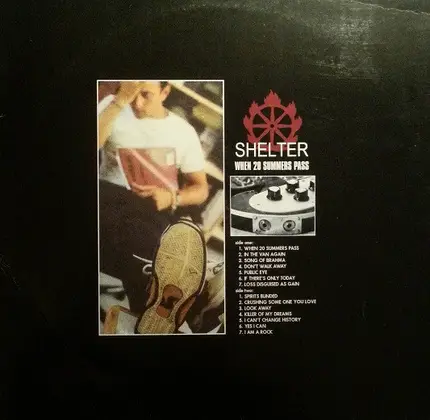 SHELTER
WHEN 20 SUMMERS PASS
side one:
1. WHEN 20 SUMMERS PASS
2. IN THE VAN AGAIN
3. SONG OF BRAHMA
4. DON'T WALK AWAY
5. PUBLIC EYE
6. IF THERE'S ONLY TODAY
7. LOSS DISGUISED AS GAIN
side two:
1. SPIRITS BLINDED
2. CRUSHING SOME ONE YOU LOVE
3. LOOK AWAY
4. KILLER OF MY DREAMS
5. I CAN'T CHANGE HISTORY
6. YES I CAN
7. I AM A ROCK